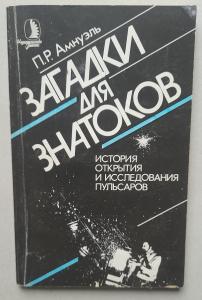 П.Р. Амнуэль
ЗАГАДКИ
ДЛЯ
ЗНАТОКОВ
ИСТОРИЯ
ОТКРЫТИЯ
И ИССЛЕДОВАНИЯ
ПУЛЬСАРОВ